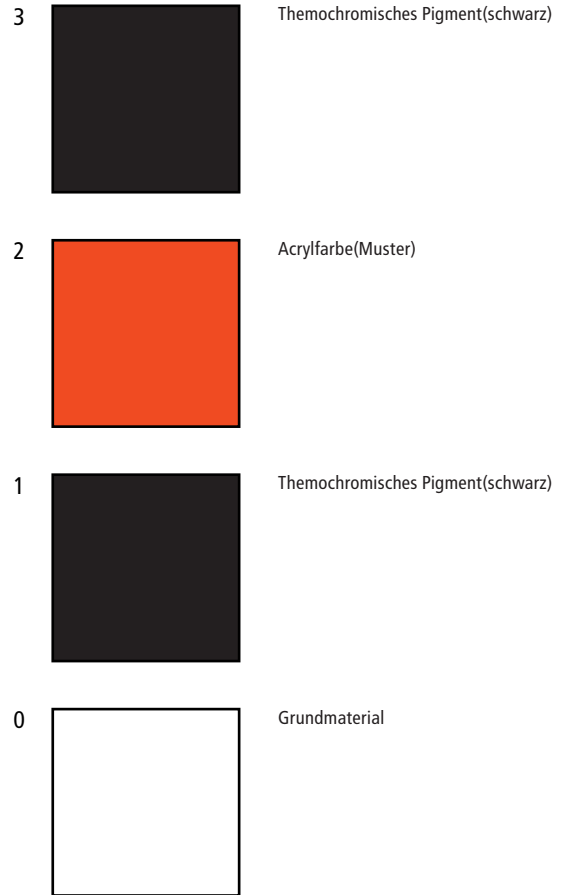 3 Themochromisches Pigment(schwarz)
2 Acrylfarbe(Muster)
1 Themochromisches Pigment(schwarz)
0 Grundmaterial